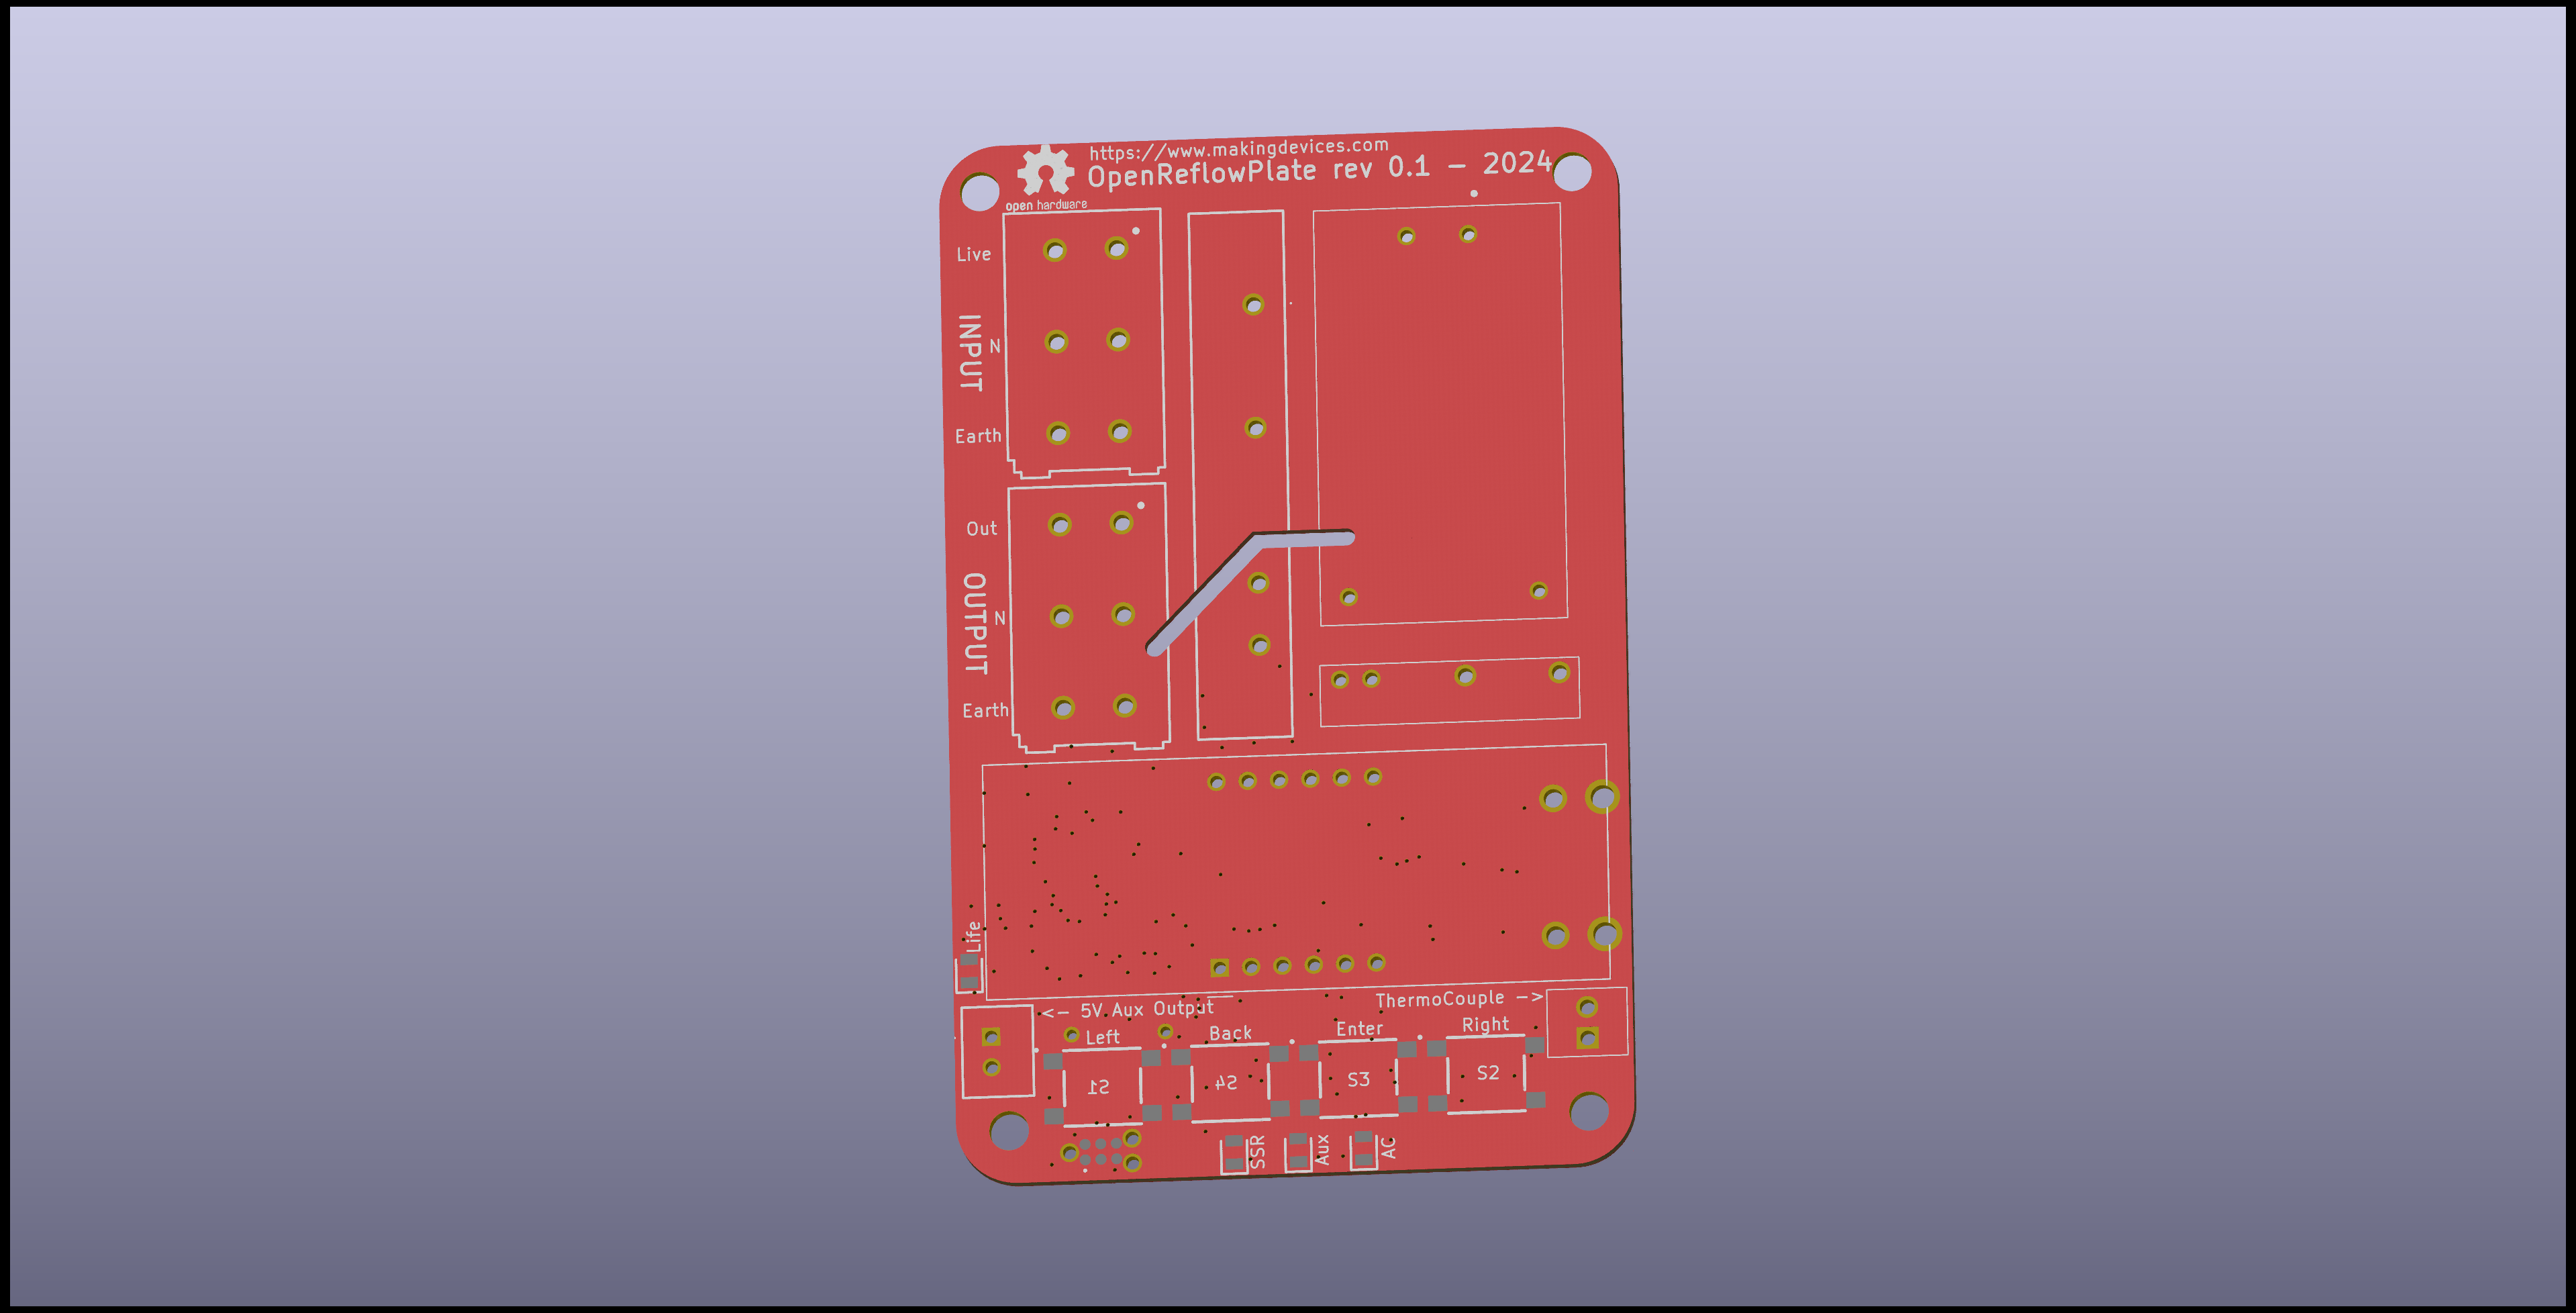 https://www.makingdevices.com
OpenReflowPlate rev 0.1 - 2024
open hardware
Live
INPUT
N
Earth
Out
OUTPUT
N
Earth
Life
<- 5V Aux Output
ThermoCouple ->
Left
Back
Enter
Right
S1
S4
S3
S2
SSR
Aux
AC